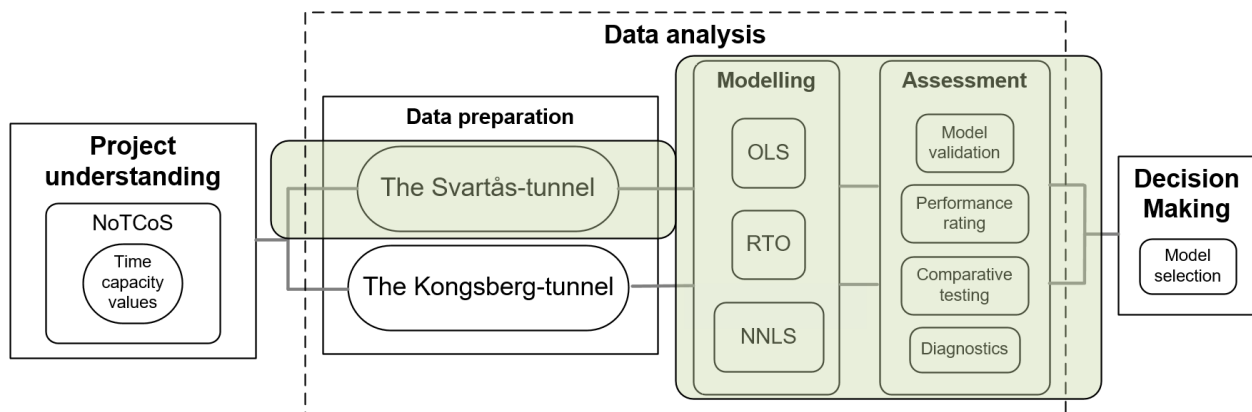 Data analysis
Project
understanding
NoTCoS
Time
capacity
values
Data preparation
The Svartås-tunnel
The Kongsberg-tunnel
Modelling
OLS
RTO
NNLS
Assessment
Model
validation
Performance
rating
Comparative
testing
Diagnostics
Decision
Making
Model
selection